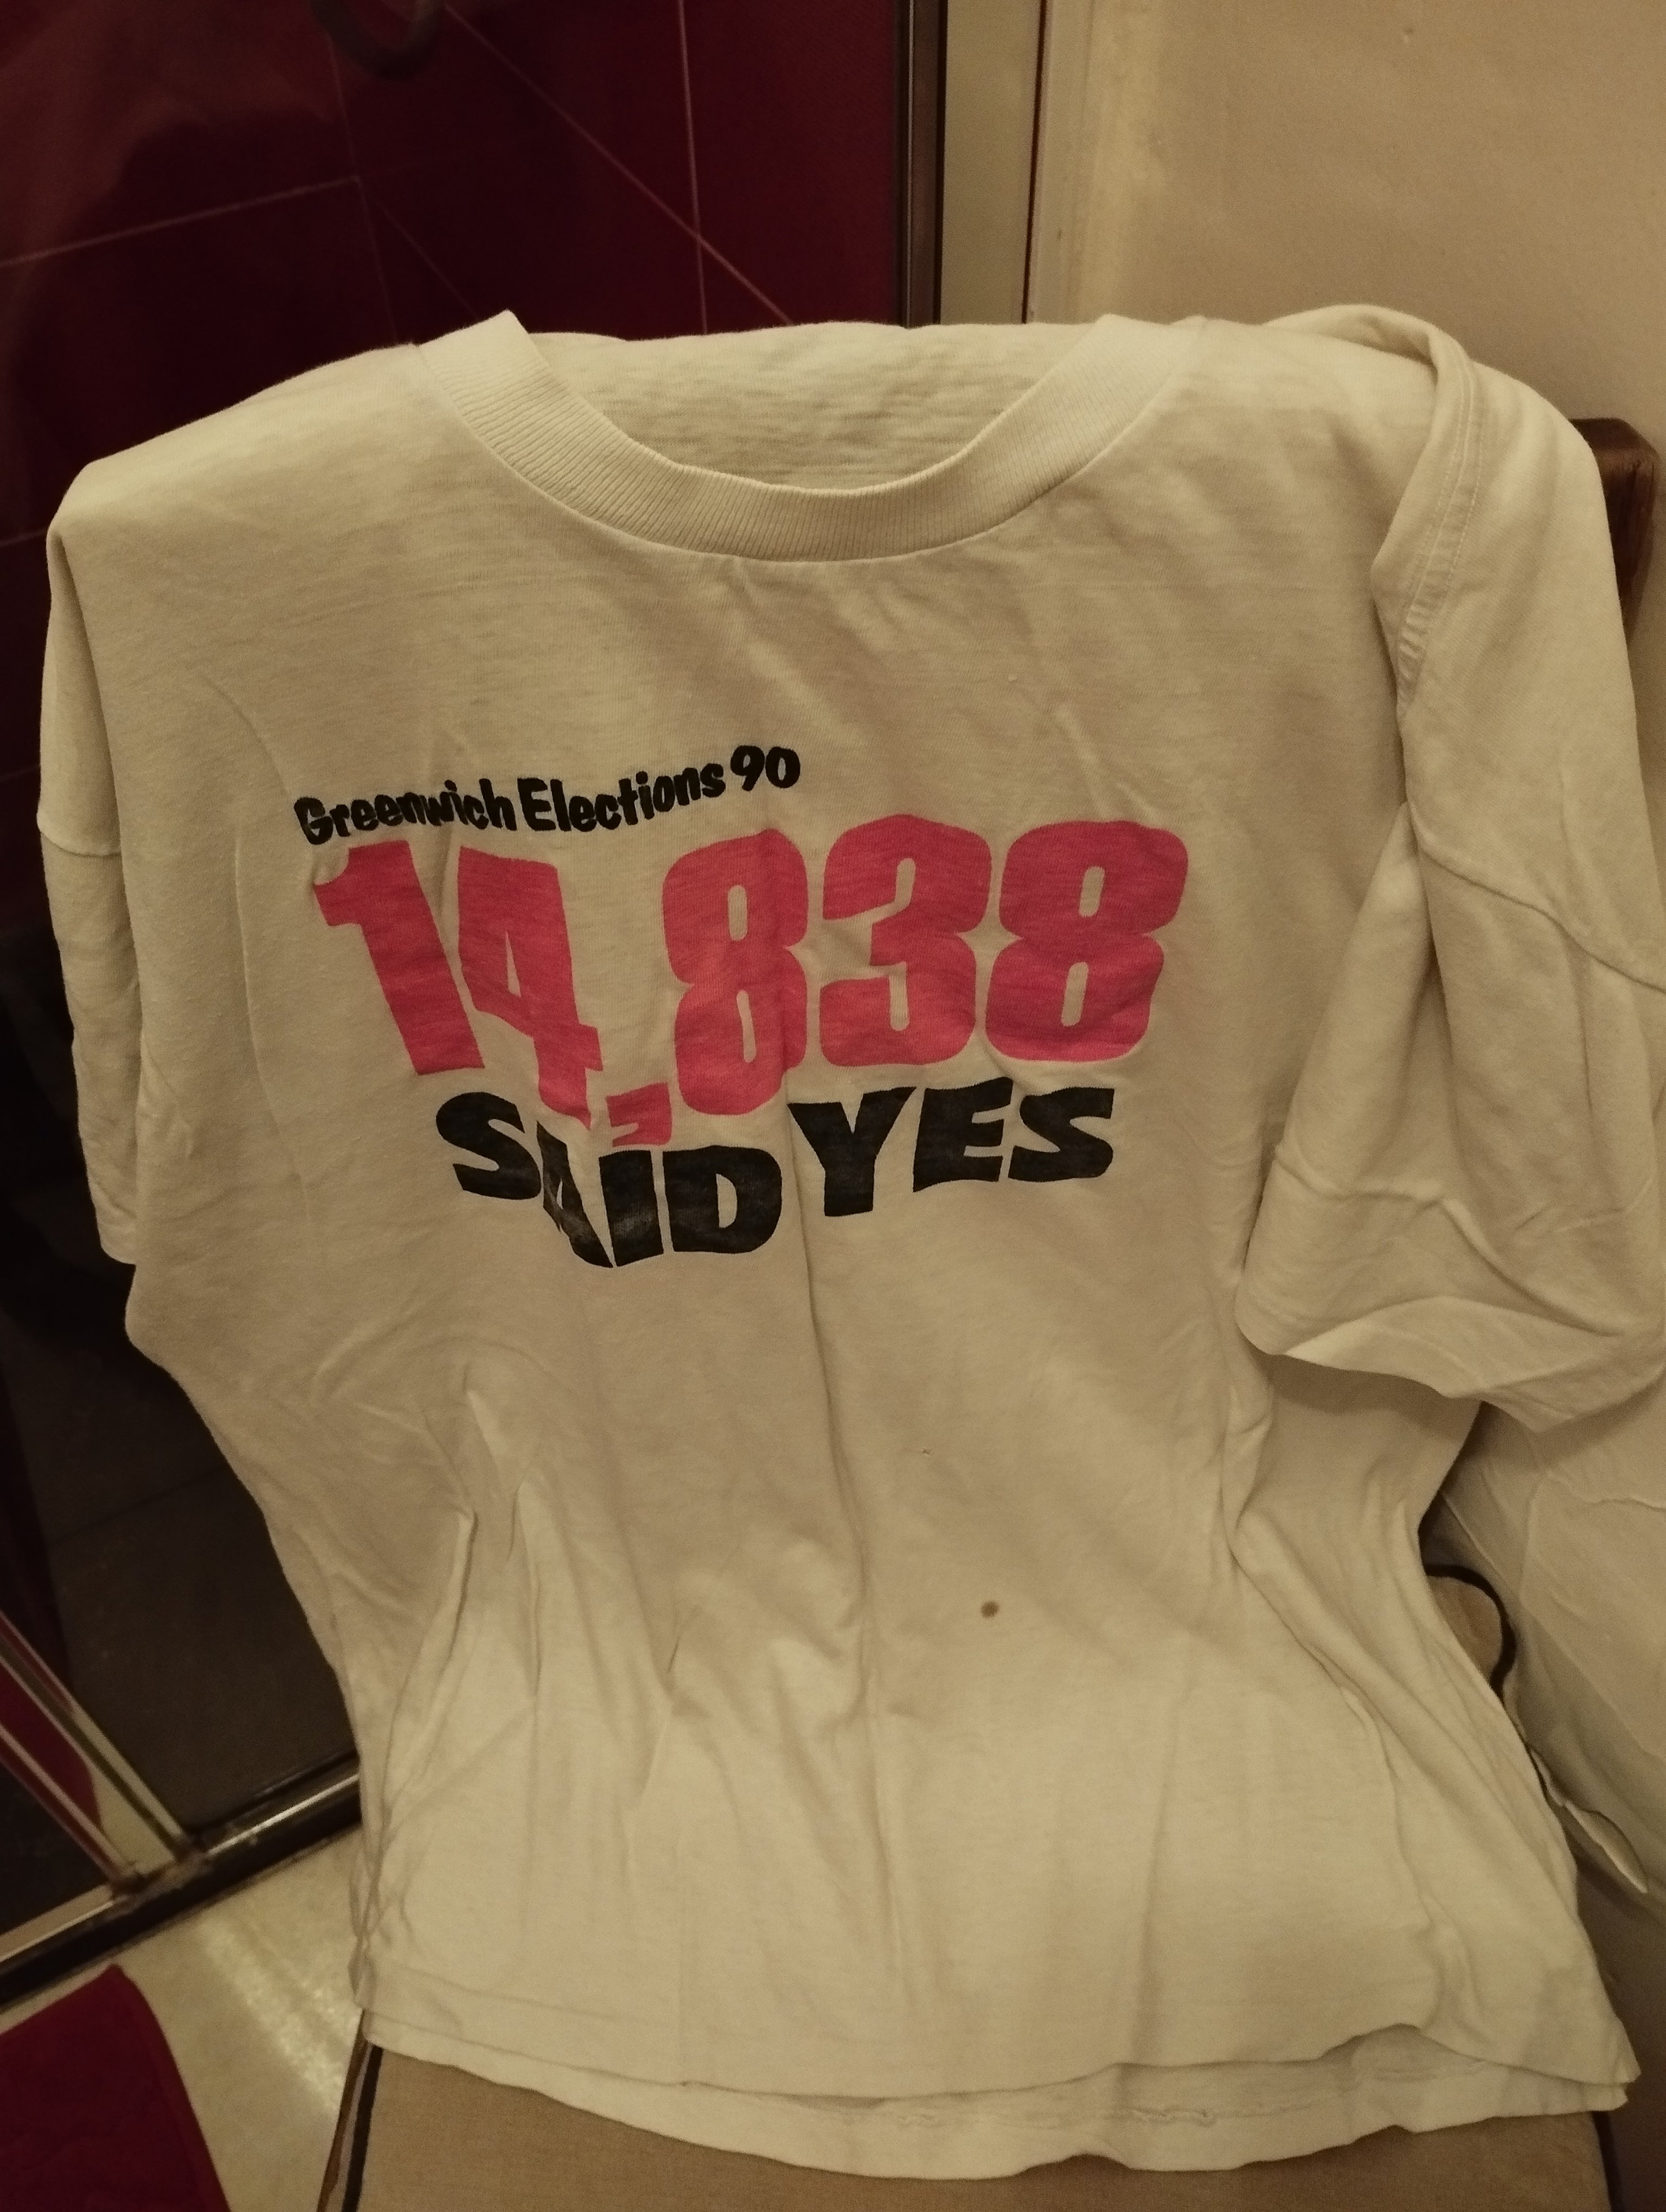 Greenwich Elections 90
14,838
SAID YES